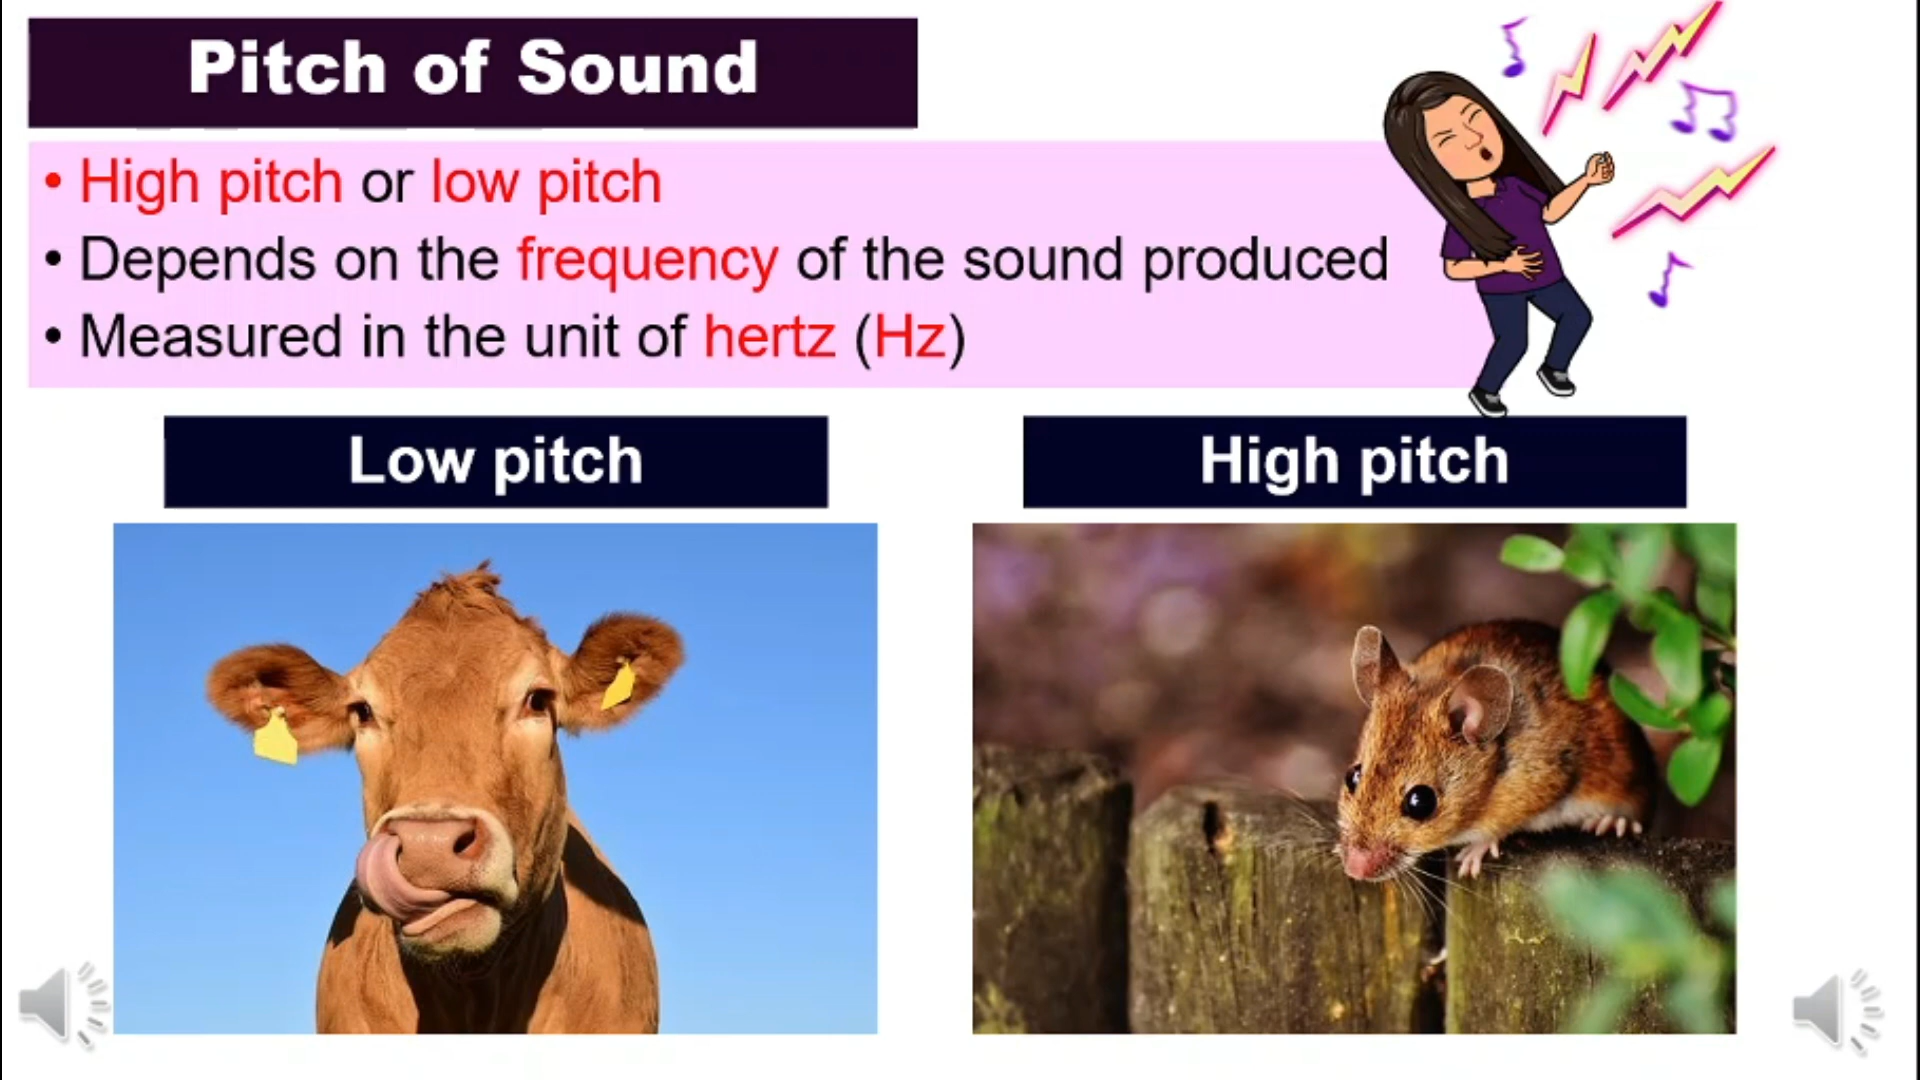 Pitch of Sound
• High pitch or low pitch
• Depends on the frequency of the sound produced
• Measured in the unit of hertz (Hz)
Low pitch
High pitch